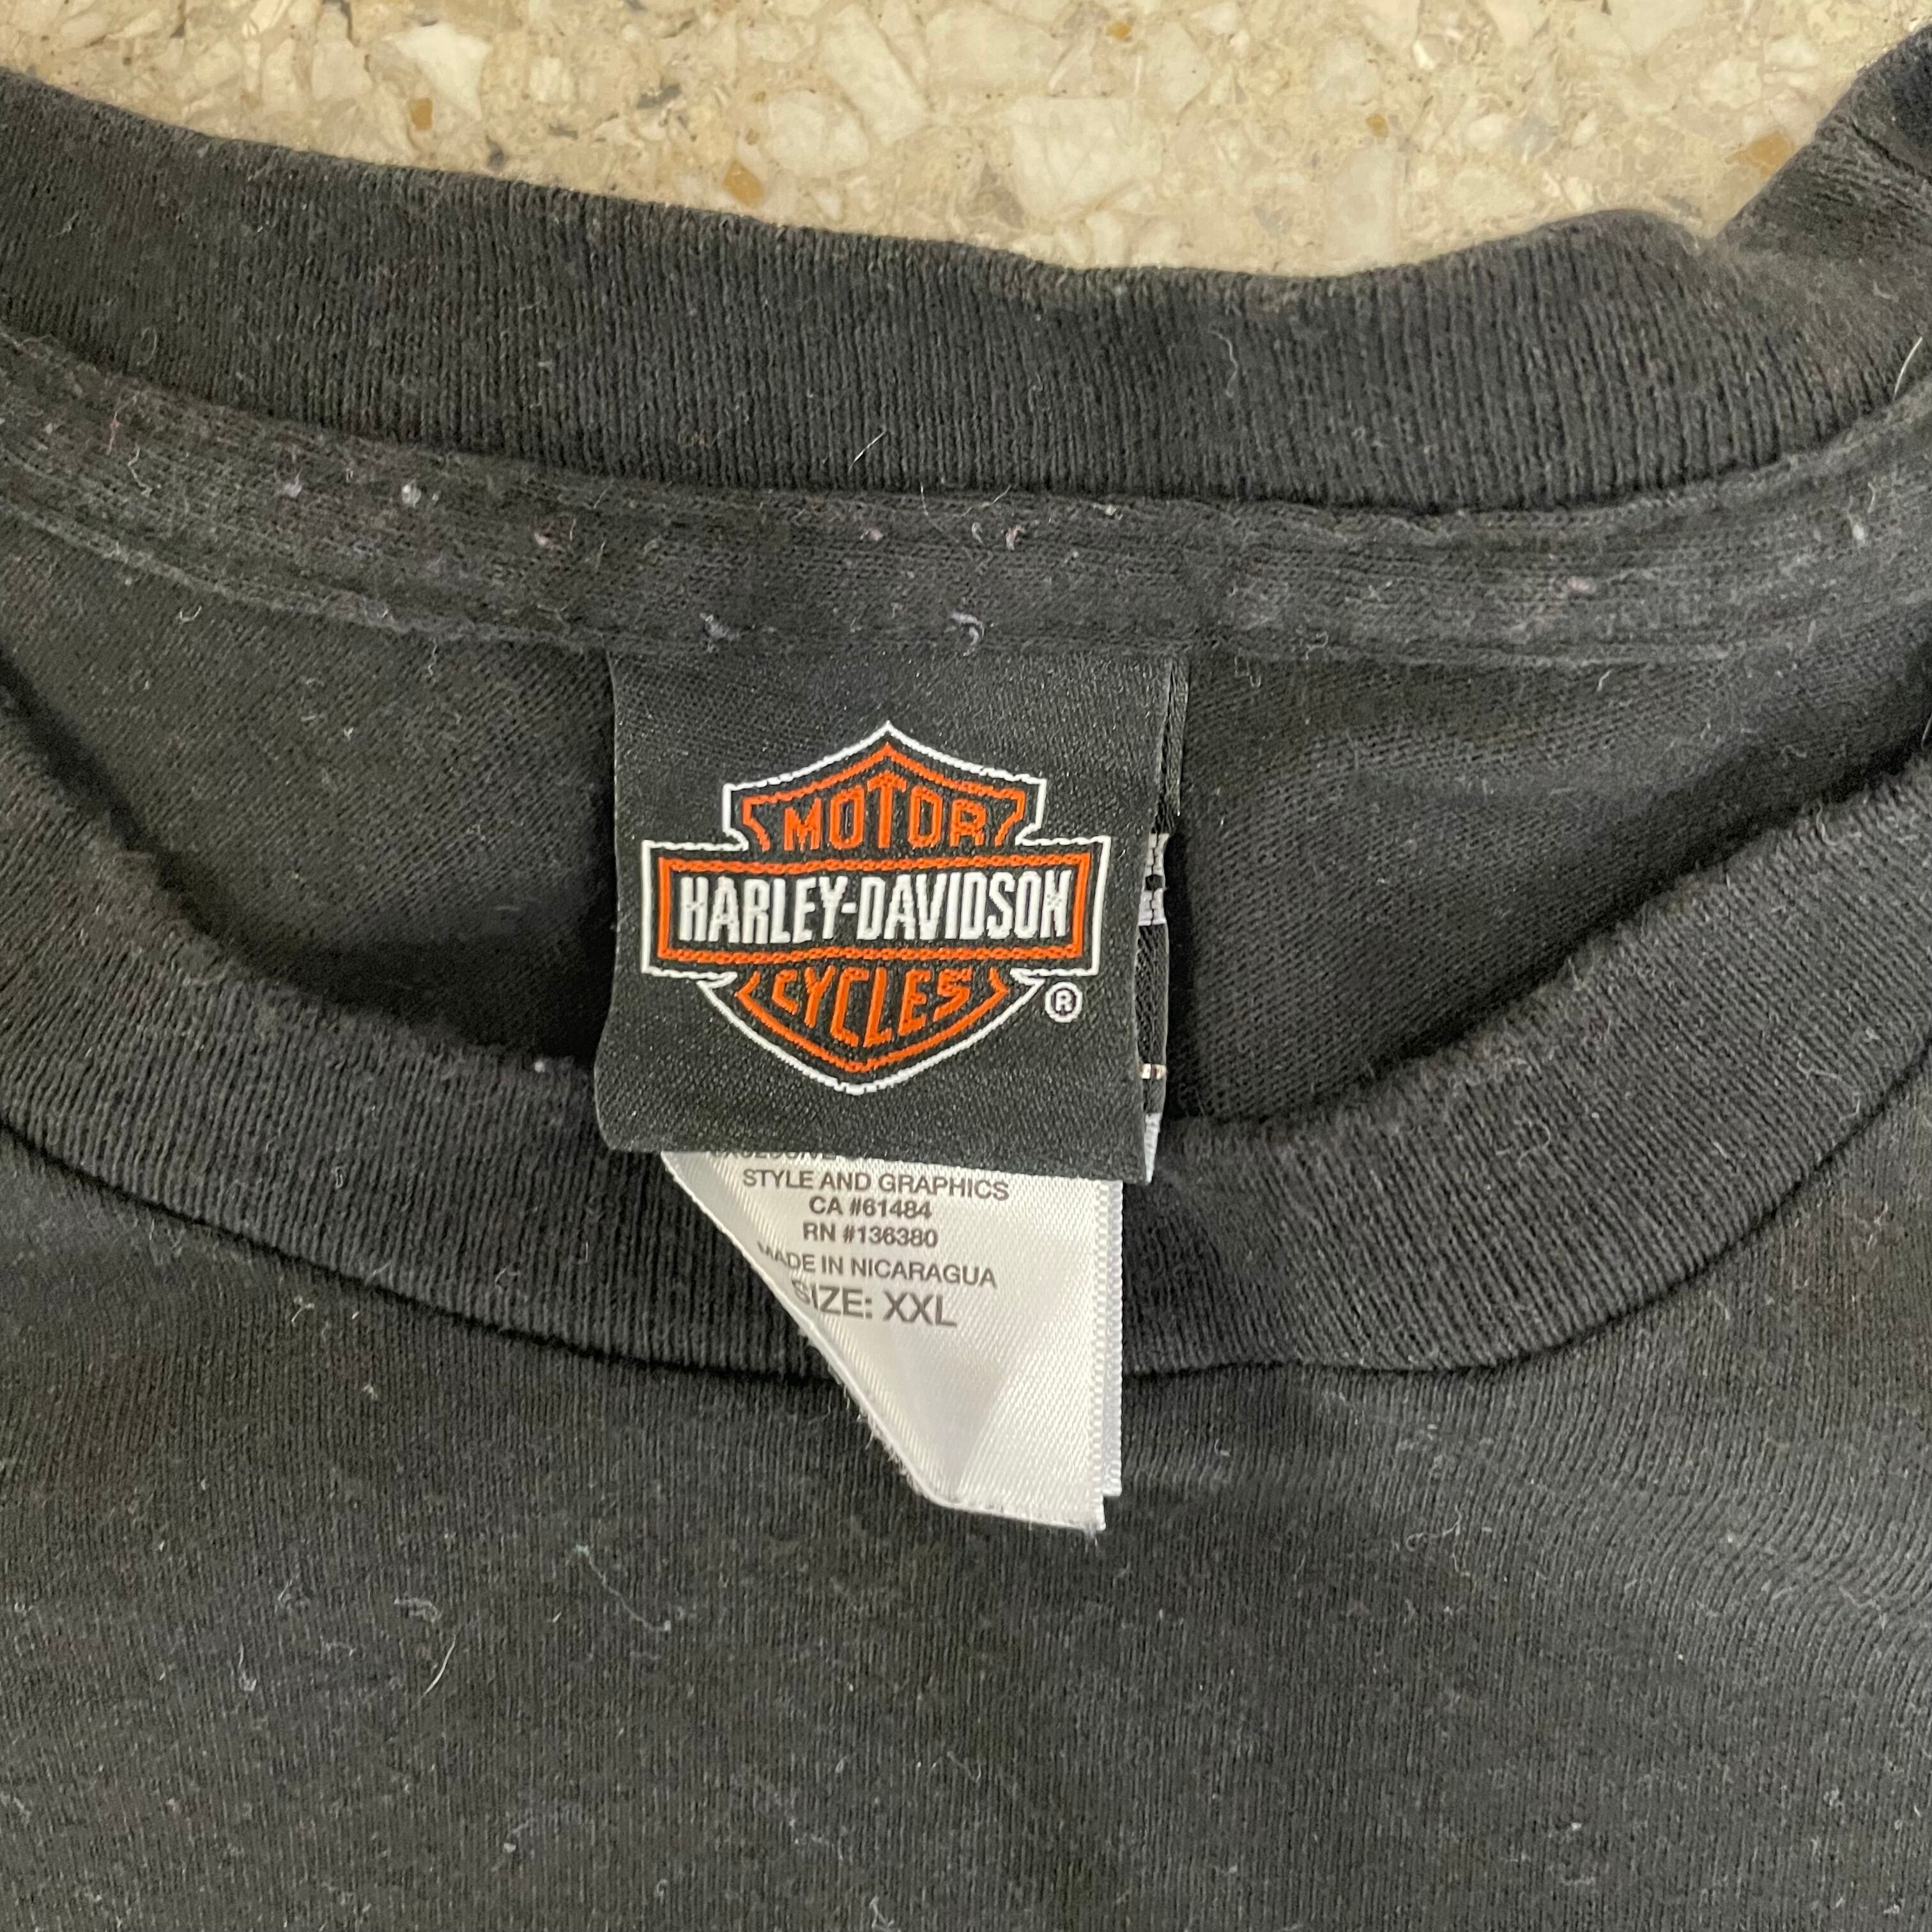 MOTOR
HARLEY-DAVIDSON
CYCLES
®
STYLE AND GRAPHICS
CA #61484
RN #136380
MADE IN NICARAGUA
SIZE: XXL